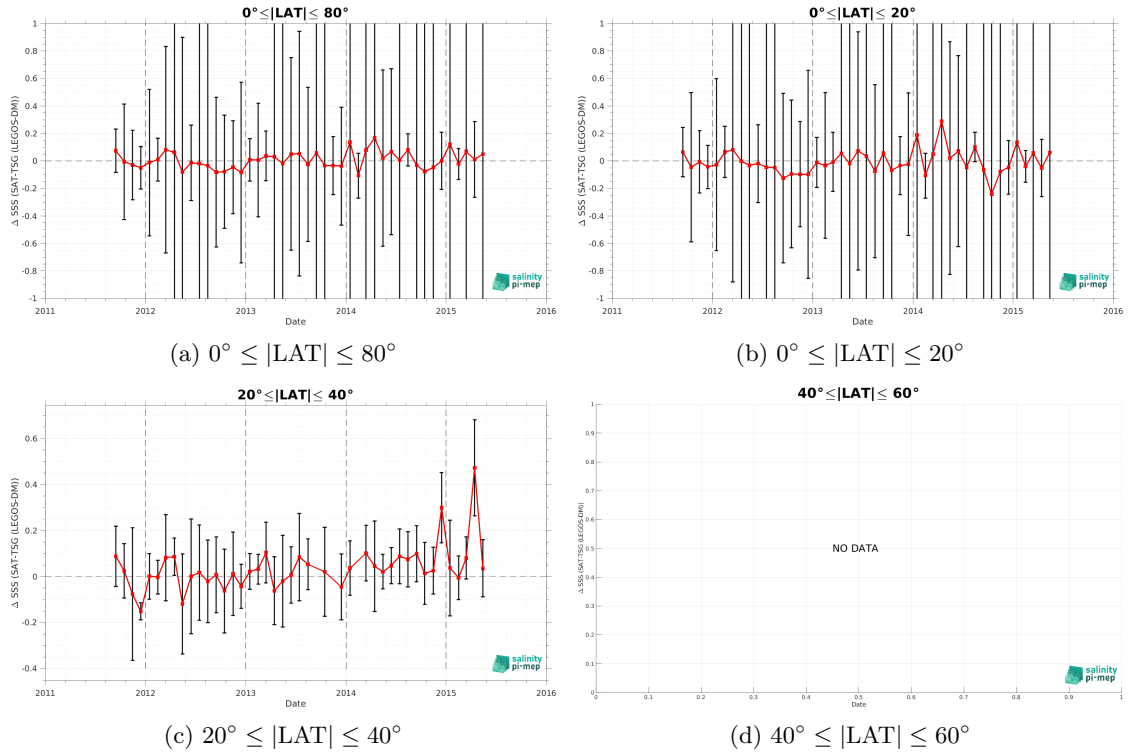 0°≤|LAT|≤ 80°
Δ SSS (SAT-TSG (LEGOS-DM))
1
0.8
0.6
0.4
0.2
0
-0.2
-0.4
-0.6
-0.8
-1
2011
2012
2013
2014
2015
2016
Date
salinity
pi-mep
(a) 0° ≤ |LAT| ≤ 80°
0°≤|LAT|≤ 20°
Δ SSS (SAT-TSG (LEGOS-DM))
1
0.8
0.6
0.4
0.2
0
-0.2
-0.4
-0.6
-0.8
-1
2011
2012
2013
2014
2015
2016
Date
salinity
pi-mep
(b) 0° ≤ |LAT| ≤ 20°
20°≤|LAT|≤ 40°
Δ SSS (SAT-TSG (LEGOS-DM))
0.6
0.4
0.2
0
-0.2
-0.4
2011
2012
2013
2014
2015
2016
Date
salinity
pi-mep
(c) 20° ≤ |LAT| ≤ 40°
40°≤|LAT|≤ 60°
Δ SSS (SAT-TSG (LEGOS-DM))
1
0.9
0.8
0.7
0.6
0.5
0.4
0.3
0.2
0.1
0
NO DATA
0
0.1
0.2
0.3
0.4
0.5
0.6
0.7
0.8
0.9
1
Date
salinity
pi-mep
(d) 40° ≤ |LAT| ≤ 60°